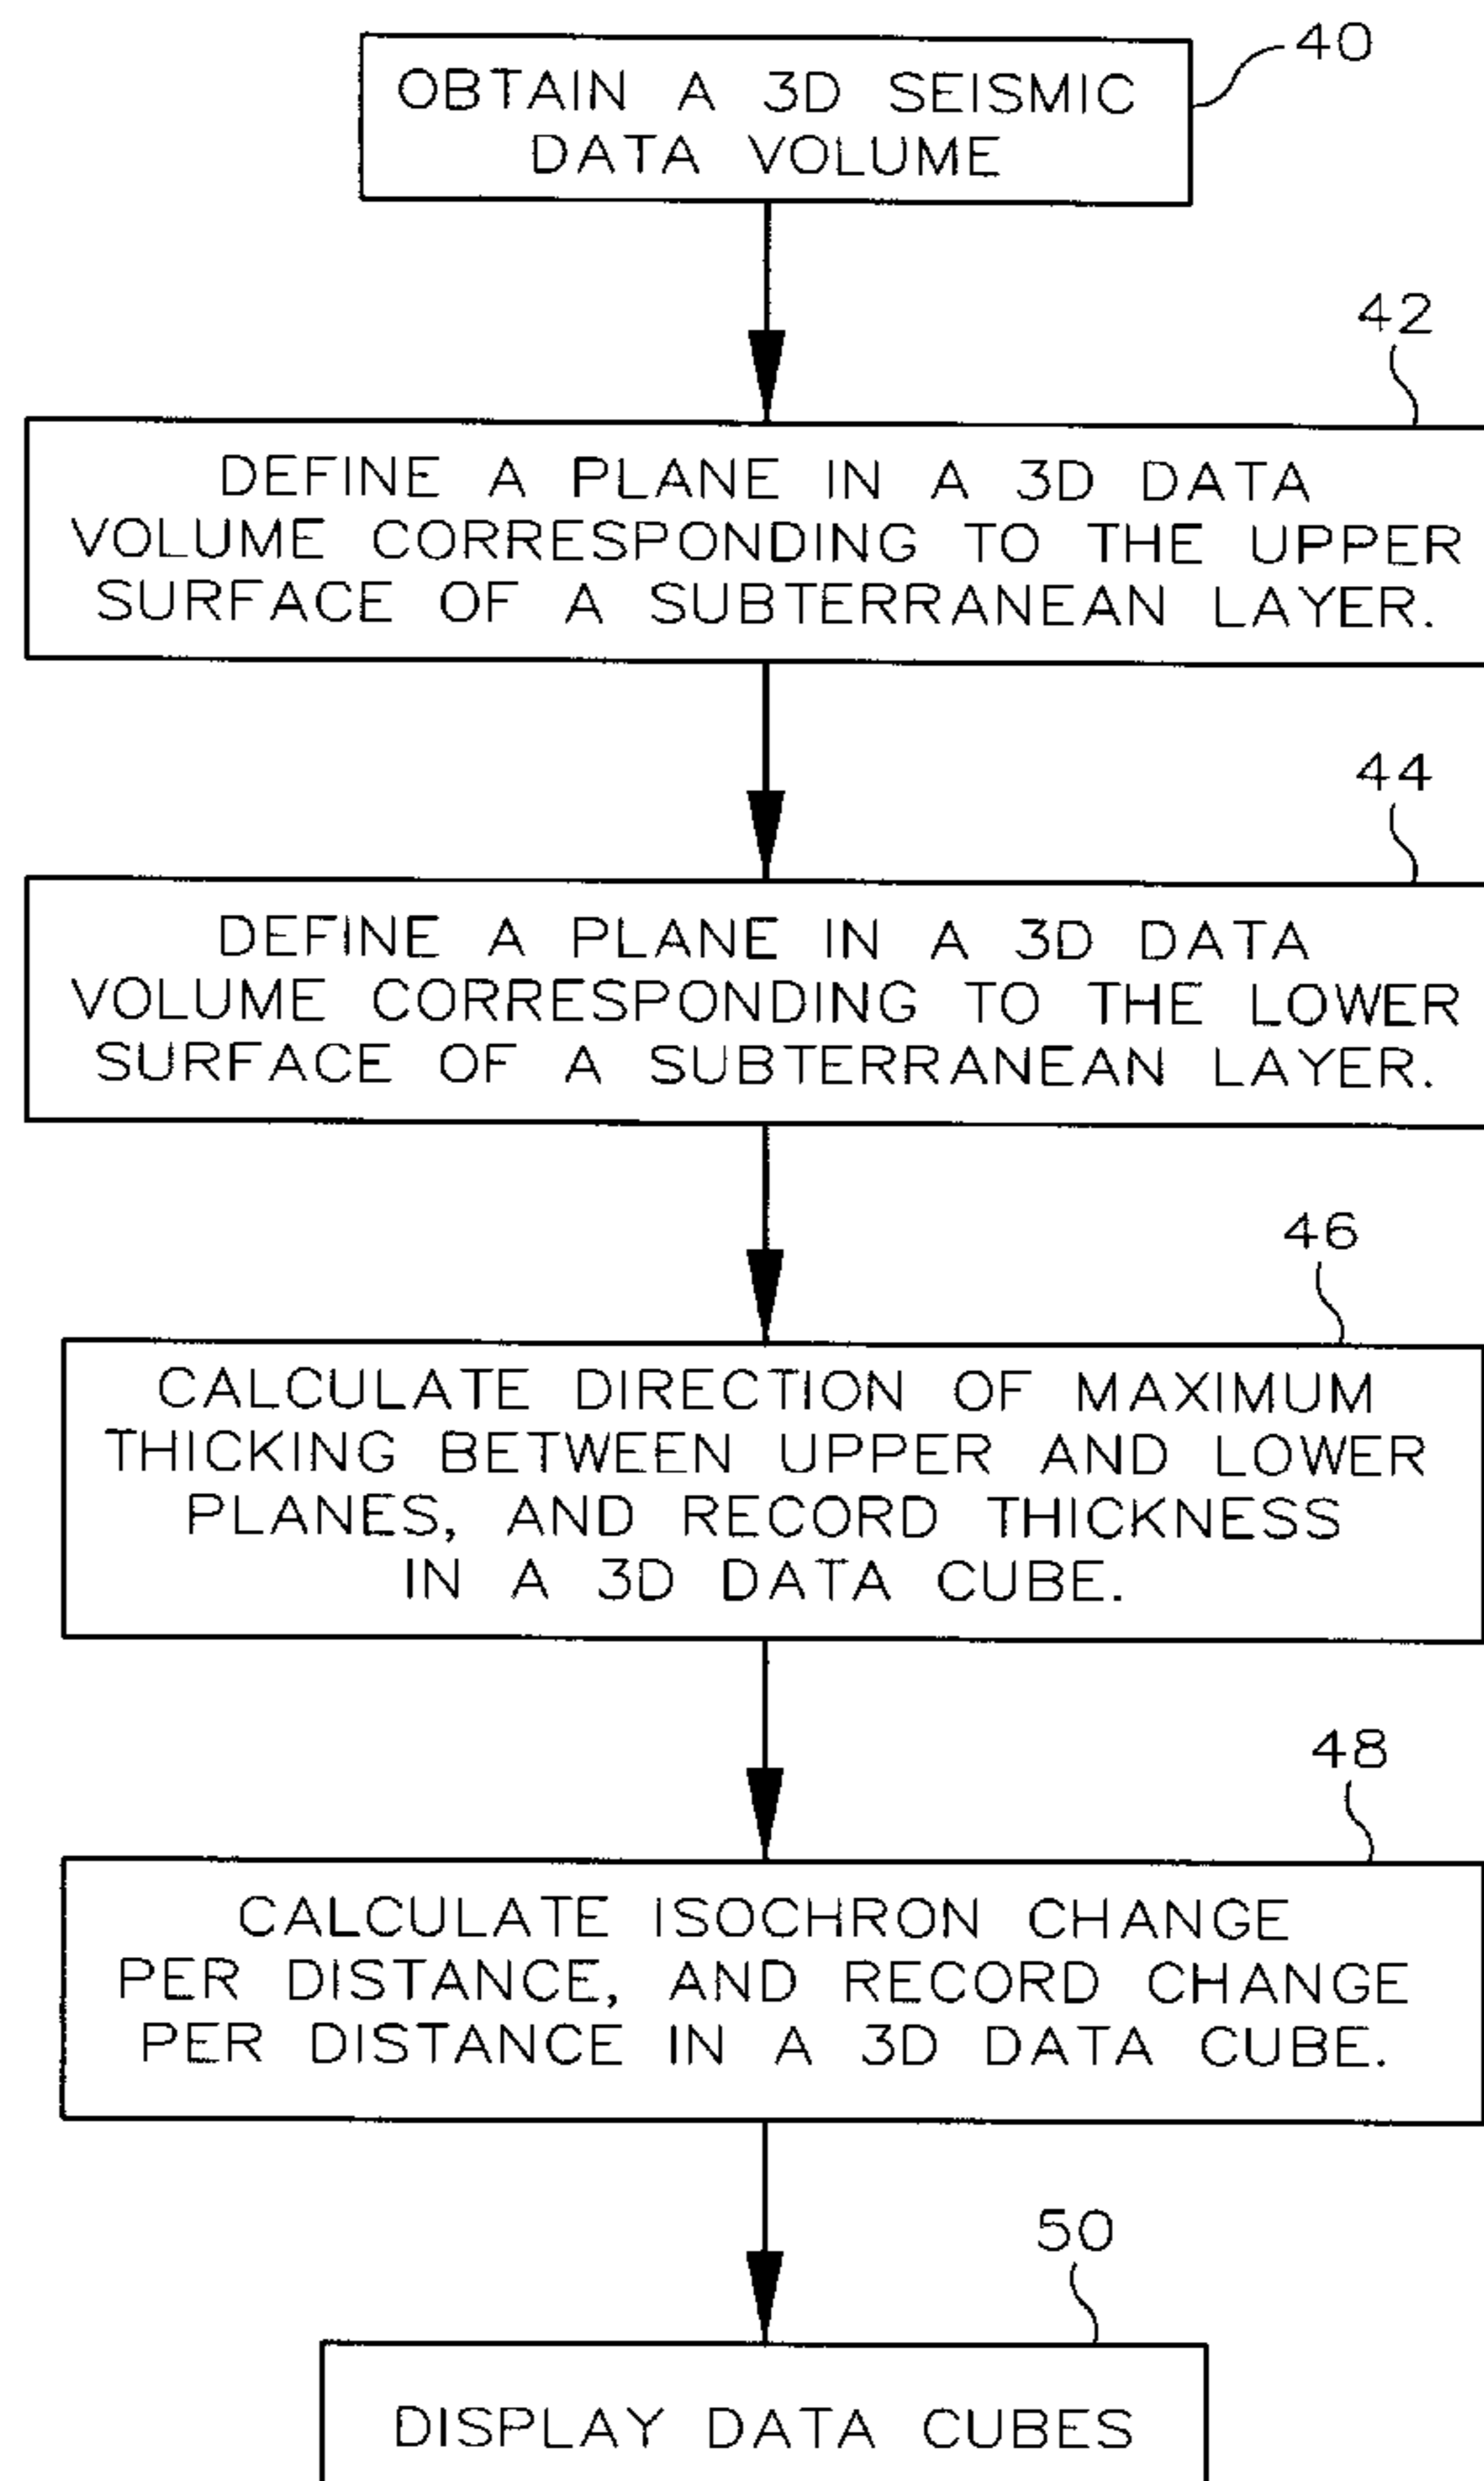 40
OBTAIN A 3D SEISMIC
DATA VOLUME
42
DEFINE A PLANE IN A 3D DATA
VOLUME CORRESPONDING TO THE UPPER
SURFACE OF A SUBTERRANEAN LAYER.
44
DEFINE A PLANE IN A 3D DATA
VOLUME CORRESPONDING TO THE LOWER
SURFACE OF A SUBTERRANEAN LAYER.
46
CALCULATE DIRECTION OF MAXIMUM
THICKING BETWEEN UPPER AND LOWER
PLANES, AND RECORD THICKNESS
IN A 3D DATA CUBE.
48
CALCULATE ISOCHRON CHANGE
PER DISTANCE, AND RECORD CHANGE
PER DISTANCE IN A 3D DATA CUBE.
50
DISPLAY DATA CUBES